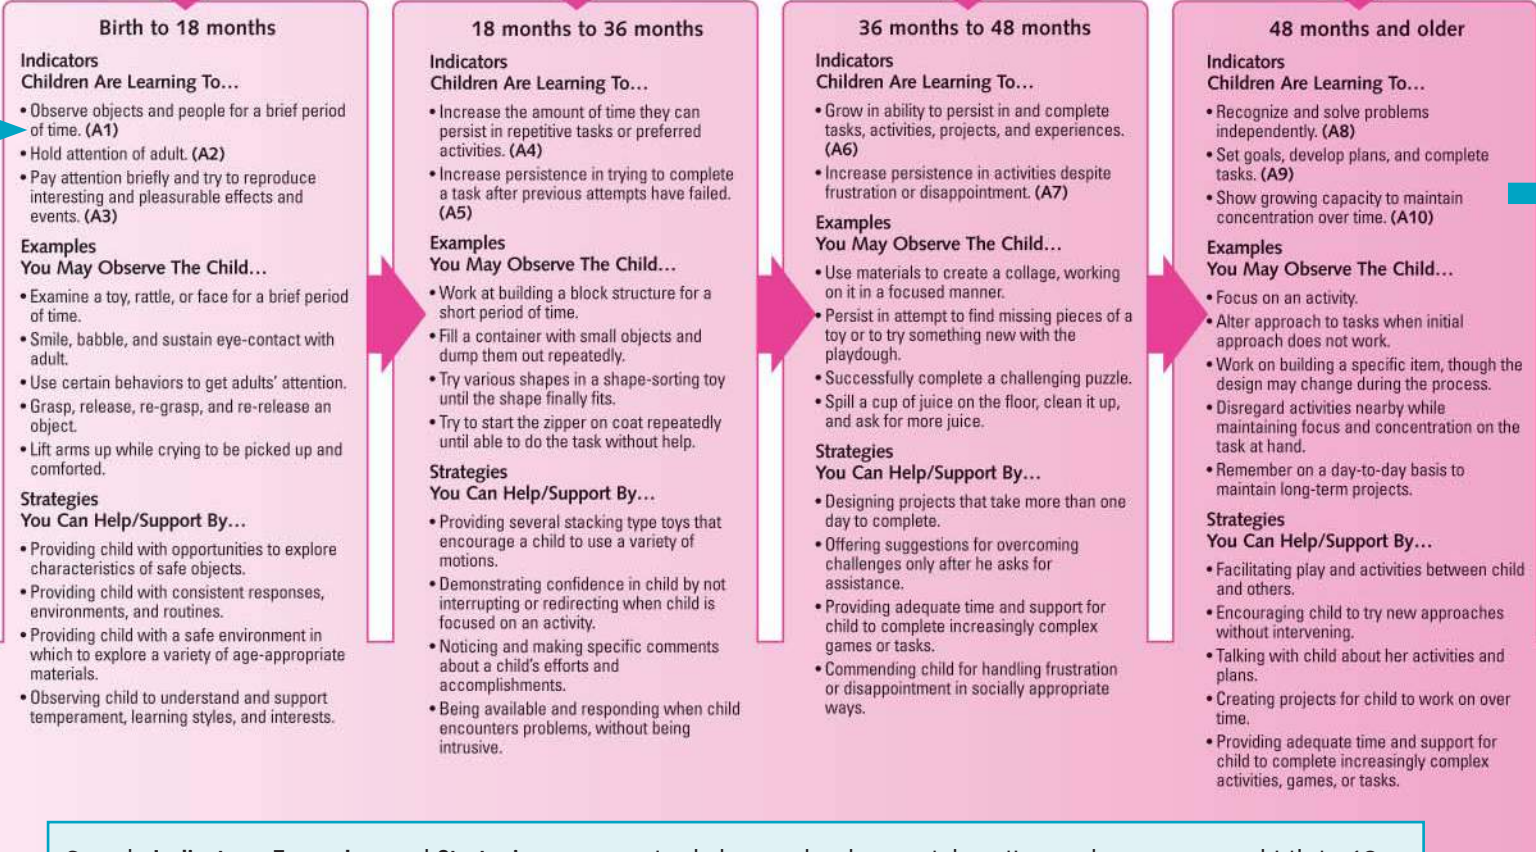 Birth to 18 months
Indicators
Children Are Learning To…
• Observe objects and people for a brief period
of time. (A1)
• Hold attention of adult. (A2)
• Pay attention briefly and try to reproduce
interesting and pleasurable effects and
events. (A3)
Examples
You May Observe The Child…
• Examine a toy, rattle, or face for a brief period
of time.
• Smile, babble, and sustain eye-contact with
adult.
• Use certain behaviors to get adults’ attention.
• Grasp, release, re-grasp, and re-release an
object.
• Lift arms up while crying to be picked up and
comforted.
Strategies
You Can Help/Support By…
• Providing child with opportunities to explore
characteristics of safe objects.
• Providing child with consistent responses,
environments, and routines.
• Providing child with a safe environment in
which to explore a variety of age-appropriate
materials.
• Observing child to understand and support
temperament, learning styles, and interests.
18 months to 36 months
Indicators
Children Are Learning To…
• Increase the amount of time they can
persist in repetitive tasks or preferred
activities. (A4)
• Increase persistence in trying to complete
a task after previous attempts have failed.
(A5)
Examples
You May Observe The Child…
• Work at building a block structure for a
short period of time.
• Fill a container with small objects and
dump them out repeatedly.
• Try various shapes in a shape-sorting toy
until the shape finally fits.
• Try to start the zipper on coat repeatedly
until able to do the task without help.
Strategies
You Can Help/Support By…
• Providing several stacking type toys that
encourage a child to use a variety of
motions.
• Demonstrating confidence in child by not
interrupting or redirecting when child is
focused on an activity.
• Noticing and making specific comments
about a child’s efforts and
accomplishments.
• Being available and responding when child
encounters problems, without being
intrusive.
36 months to 48 months
Indicators
Children Are Learning To…
• Grow in ability to persist in and complete
tasks, activities, projects, and experiences.
(A6)
• Increase persistence in activities despite
frustration or disappointment. (A7)
Examples
You May Observe The Child…
• Use materials to create a collage, working
on it in a focused manner.
• Persist in attempt to find missing pieces of a
toy or to try something new with the
playdough.
• Successfully complete a challenging puzzle.
• Spill a cup of juice on the floor, clean it up,
and ask for more juice.
Strategies
You Can Help/Support By…
• Designing projects that take more than one
day to complete.
• Offering suggestions for overcoming
challenges only after he asks for
assistance.
• Providing adequate time and support for
child to complete increasingly complex
games or tasks.
• Commending child for handling frustration
or disappointment in socially appropriate
ways.
48 months and older
Indicators
Children Are Learning To…
• Recognize and solve problems
independently. (A8)
• Set goals, develop plans, and complete
tasks. (A9)
• Show growing capacity to maintain
concentration over time. (A10)
Examples
You May Observe The Child…
• Focus on an activity.
• Alter approach to tasks when initial
approach does not work.
• Work on building a specific item, though the
design may change during the process.
• Disregard activities nearby while
maintaining focus and concentration on the
task at hand.
• Remember on a day-to-day basis to
maintain long-term projects.
Strategies
You Can Help/Support By…
• Facilitating play and activities between child
and others.
• Encouraging child to try new approaches
without intervening.
• Talking with child about her activities and
plans.
• Creating projects for child to work on over
time.
• Providing adequate time and support for
child to complete increasingly complex
activities, games, or tasks.